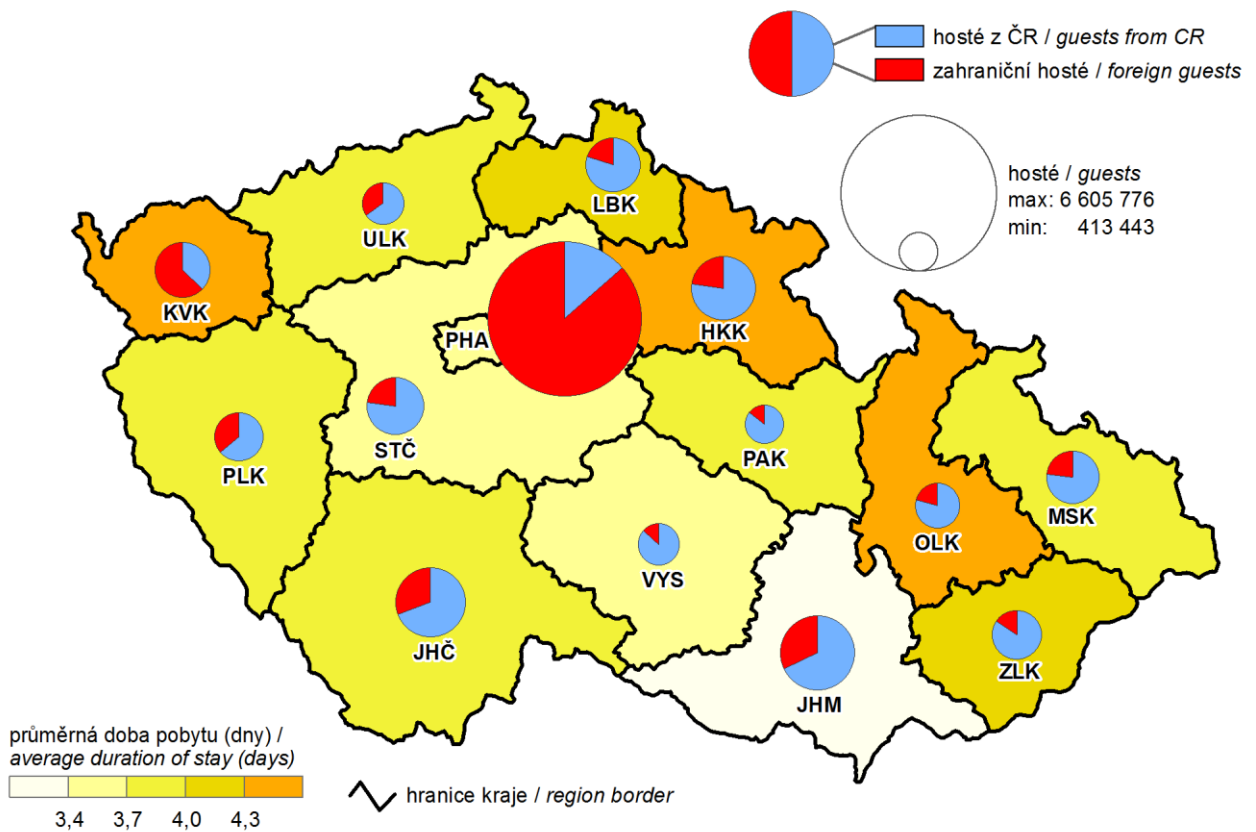 hosté z ČR / guests from CR
zahraniční hosté / foreign guests
hosté / guests
max: 6 605 776
min: 413 443
LBK
ULK
KVK
HKK
PHA
STČ
PAK
PLK
MSK
OLK
VYS
JHČ
ZLK
JHM
průměrná doba pobytu (dny) /
average duration of stay (days)
3,4 3,7 4,0 4,3
hranice kraje / region border